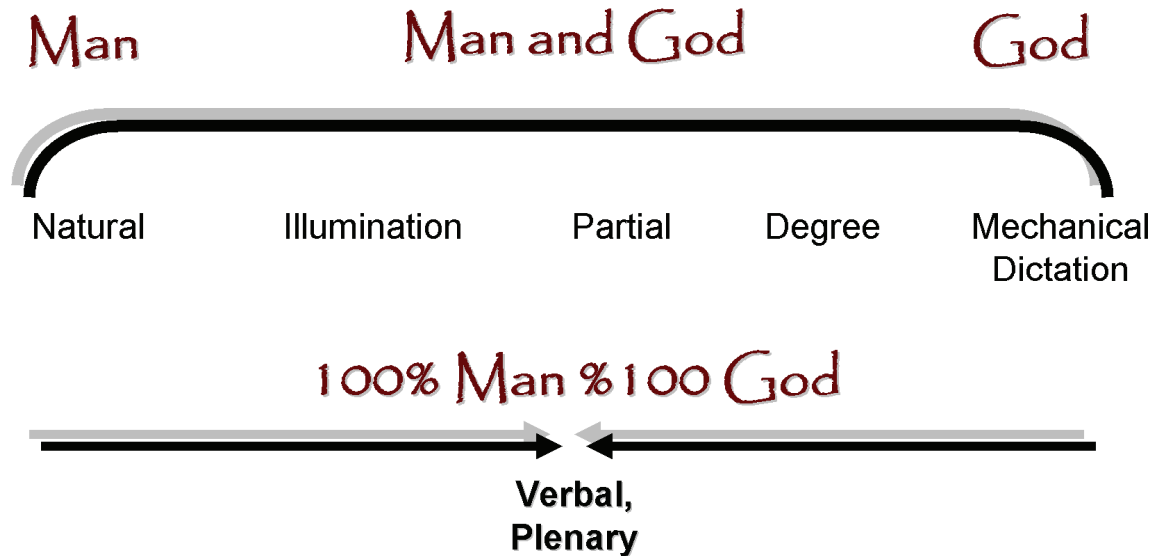 Man Man and God God
Natural Illumination Partial Degree Mechanical
Dictation
100% Man %100 God
Verbal,
Plenary